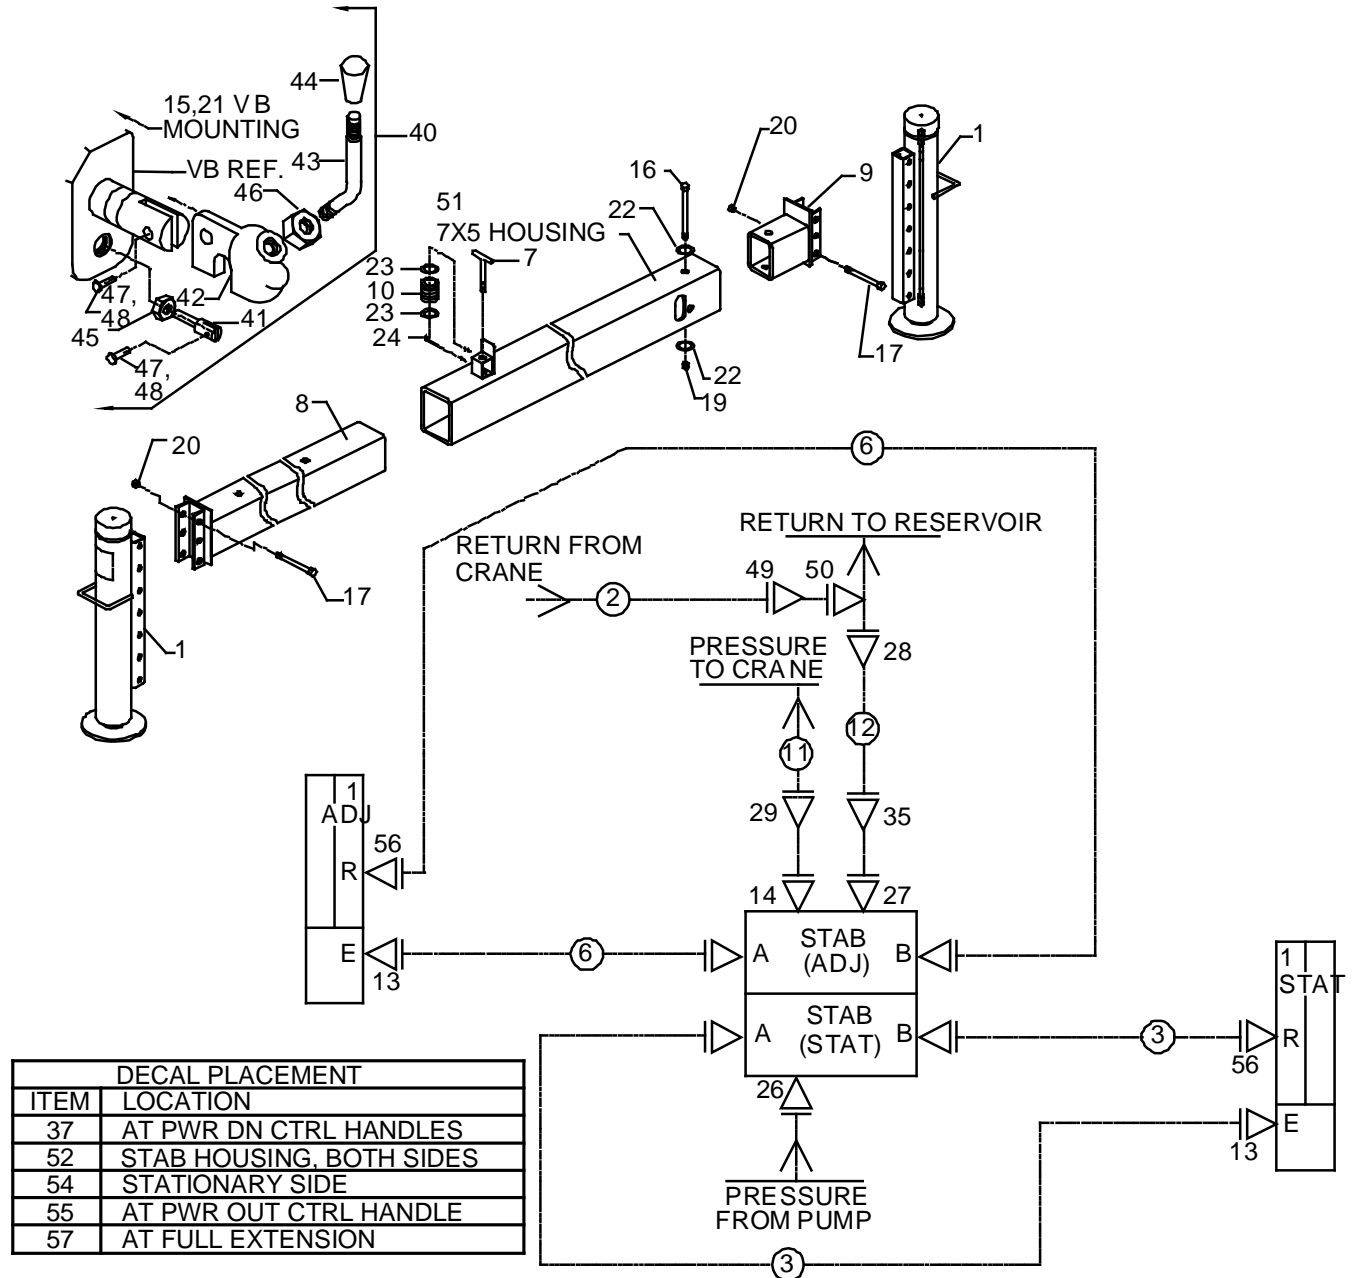 44
15,21 VB
MOUNTING
40
VB REF.
43
46
47,
48
42
45
41
47,
48
51
7X5 HOUSING
7
23
10
23
24
16
22
22
19
20
9
1
17
8
20
17
1
6
RETURN TO RESERVOIR
RETURN FROM
CRANE
2
49
50
28
PRESSURE
TO CRANE
11
12
29
35
14
27
1
ADJ
56
R
E
13
6
A
STAB
(ADJ)
B
A
STAB
(STAT)
B
3
1
STAT
56
R
E
13
26
PRESSURE
FROM PUMP
3
DECAL PLACEMENT
ITEM LOCATION
37 AT PWR DN CTRL HANDLES
52 STAB HOUSING, BOTH SIDES
54 STATIONARY SIDE
55 AT PWR OUT CTRL HANDLE
57 AT FULL EXTENSION